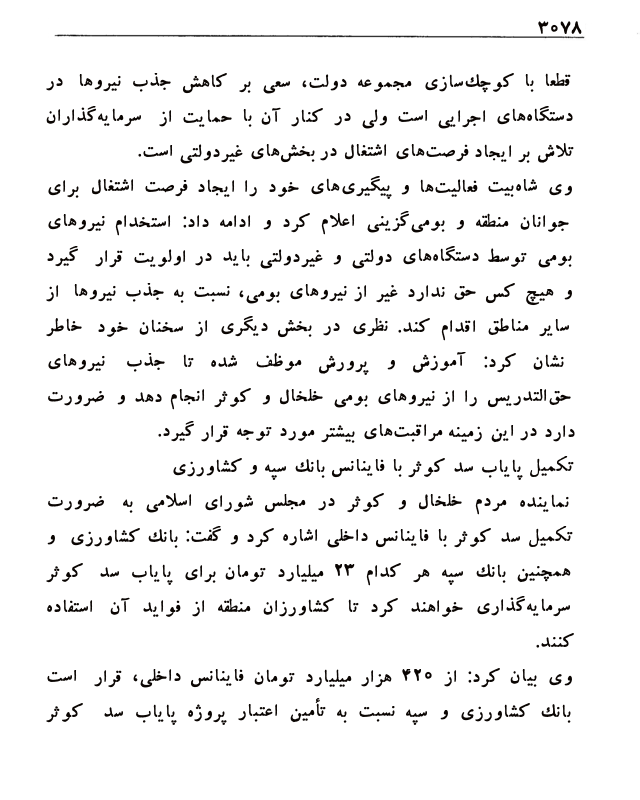 ۳۰۷۸
قطعا با کوچک‌سازی مجموعه دولت، سعی بر کاهش جذب نیروها در
دستگاه‌های اجرایی است ولی در کنار آن با حمایت از سرمایه‌گذاران
تلاش بر ایجاد فرصت‌های اشتغال در بخش‌های غیردولتی است.
وی شاه‌بیت فعالیت‌ها و پیگیری‌های خود را ایجاد فرصت اشتغال برای
جوانان منطقه و بومی‌گزینی اعلام کرد و ادامه داد: استخدام نیروهای
بومی توسط دستگاه‌های دولتی و غیردولتی باید در اولویت قرار گیرد
و هیچ کس حق ندارد غیر از نیروهای بومی، نسبت به جذب نیروها از
سایر مناطق اقدام کند. نظری در بخش دیگری از سخنان خود خاطر
نشان کرد: آموزش و پرورش موظف شده تا جذب نیروهای
حق‌التدریس را از نیروهای بومی خلخال و کوثر انجام دهد و ضرورت
دارد در این زمینه مراقبت‌های بیشتر مورد توجه قرار گیرد.
تکمیل پایاب سد کوثر با فاینانس بانک سپه و کشاورزی
نماینده مردم خلخال و کوثر در مجلس شورای اسلامی به ضرورت
تکمیل سد کوثر با فاینانس داخلی اشاره کرد و گفت: بانک کشاورزی و
همچنین بانک سپه هر کدام ۲۳ میلیارد تومان برای پایاب سد کوثر
سرمایه‌گذاری خواهند کرد تا کشاورزان منطقه از فواید آن استفاده
کنند.
وی بیان کرد: از ۴۲۰ هزار میلیارد تومان فاینانس داخلی، قرار است
بانک کشاورزی و سپه نسبت به تأمین اعتبار پروژه پایاب سد کوثر